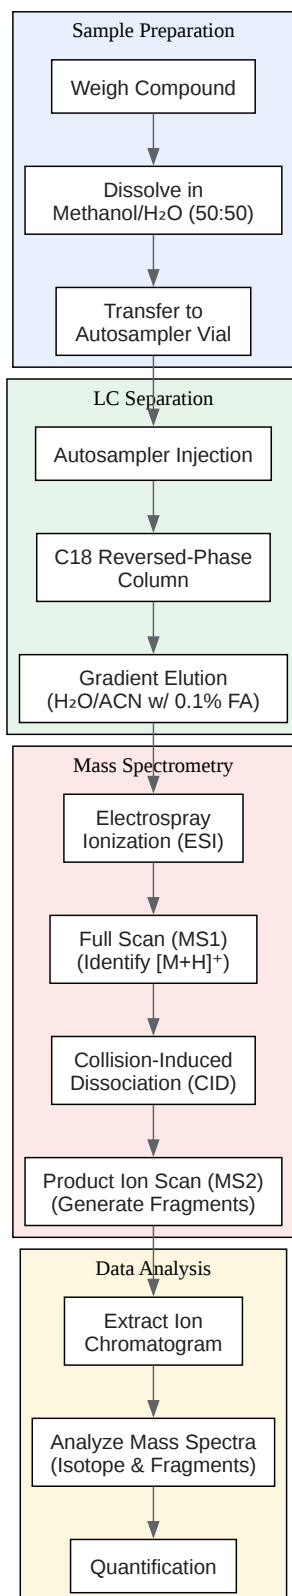 Sample Preparation
Weigh Compound
Dissolve in
Methanol/H₂O (50:50)
Transfer to
Autosampler Vial
LC Separation
Autosampler Injection
C18 Reversed-Phase
Column
Gradient Elution
(H₂O/ACN w/ 0.1% FA)
Mass Spectrometry
Electrospray
Ionization (ESI)
Full Scan (MS1)
(Identify [M+H]⁺)
Collision-Induced
Dissociation (CID)
Product Ion Scan (MS2)
(Generate Fragments)
Data Analysis
Extract Ion
Chromatogram
Analyze Mass Spectra
(Isotope & Fragments)
Quantification